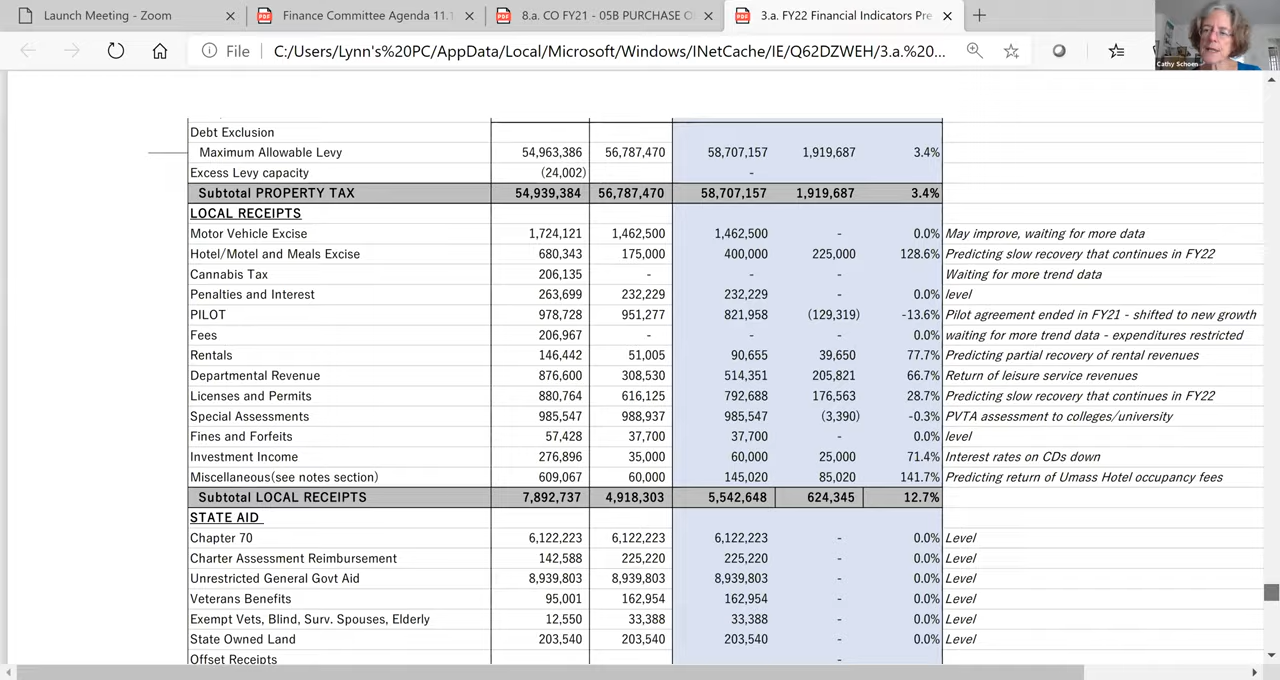 Launch Meeting - Zoom
Finance Committee Agenda 11.1
8.a. CO FY21 - 05B PURCHASE O
3.a. FY22 Financial Indicators Pre
File C:/Users/Lynn's%20PC/AppData/Local/Microsoft/Windows/INetCache/IE/Q62DZWEH/3.a.%20...
Cathy Schoen
Debt Exclusion
Maximum Allowable Levy 54,963,386 56,787,470 58,707,157 1,919,687 3.4%
Excess Levy capacity (24,002) -
Subtotal PROPERTY TAX 54,939,384 56,787,470 58,707,157 1,919,687 3.4%
LOCAL RECEIPTS
Motor Vehicle Excise 1,724,121 1,462,500 1,462,500 - 0.0% May improve, waiting for more data
Hotel/Motel and Meals Excise 680,343 175,000 400,000 225,000 128.6% Predicting slow recovery that continues in FY22
Cannabis Tax 206,135 - - - Waiting for more trend data
Penalties and Interest 263,699 232,229 232,229 - 0.0% level
PILOT 978,728 951,277 821,958 (129,319) -13.6% Pilot agreement ended in FY21 - shifted to new growth
Fees 206,967 - - - 0.0% waiting for more trend data - expenditures restricted
Rentals 146,442 51,005 90,655 39,650 77.7% Predicting partial recovery of rental revenues
Departmental Revenue 876,600 308,530 514,351 205,821 66.7% Return of leisure service revenues
Licenses and Permits 880,764 616,125 792,688 176,563 28.7% Predicting slow recovery that continues in FY22
Special Assessments 985,547 988,937 985,547 (3,390) -0.3% PVTA assessment to colleges/university
Fines and Forfeits 57,428 37,700 37,700 - 0.0% level
Investment Income 276,896 35,000 60,000 25,000 71.4% Interest rates on CDs down
Miscellaneous(see notes section) 609,067 60,000 145,020 85,020 141.7% Predicting return of Umass Hotel occupancy fees
Subtotal LOCAL RECEIPTS 7,892,737 4,918,303 5,542,648 624,345 12.7%
STATE AID
Chapter 70 6,122,223 6,122,223 6,122,223 - 0.0% Level
Charter Assessment Reimbursement 142,588 225,220 225,220 - 0.0% Level
Unrestricted General Govt Aid 8,939,803 8,939,803 8,939,803 - 0.0% Level
Veterans Benefits 95,001 162,954 162,954 - 0.0% Level
Exempt Vets, Blind, Surv. Spouses, Elderly 12,550 33,388 33,388 - 0.0% Level
State Owned Land 203,540 203,540 203,540 - 0.0% Level
Offset Receipts -